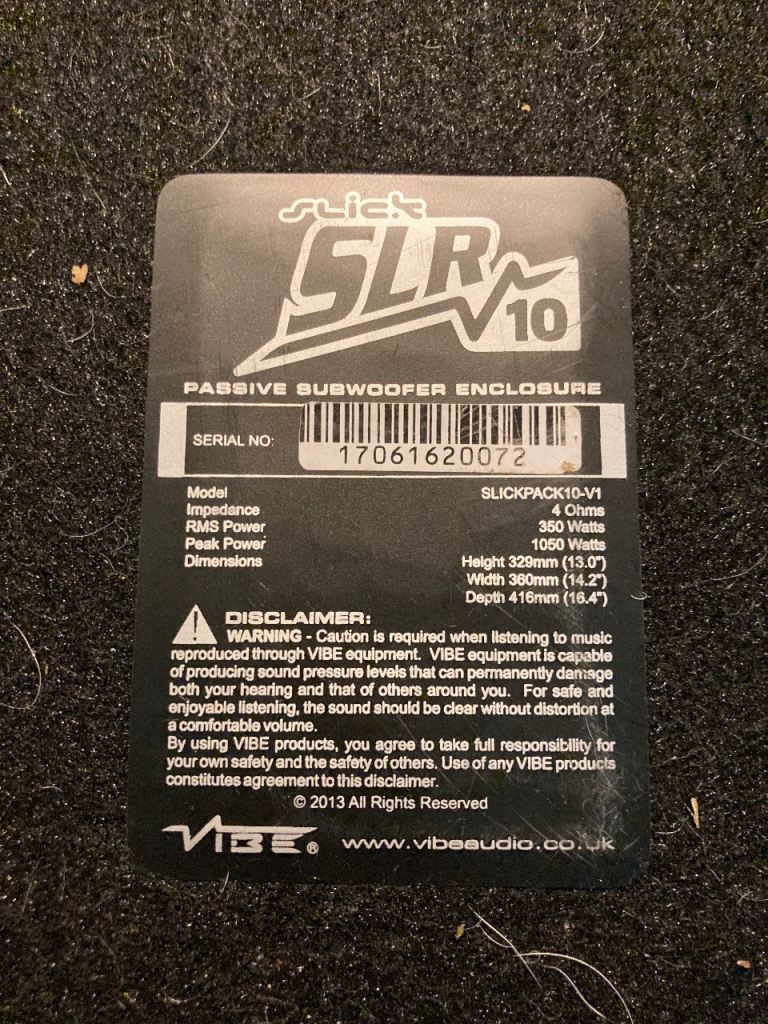 slick
SLR
10
PASSIVE SUBWOOFER ENCLOSURE
SERIAL NO:
17061620072
Model SLICKPACK10-V1
Impedance 4 Ohms
RMS Power 350 Watts
Peak Power 1050 Watts
Dimensions Height 329mm (13.0")
Width 360mm (14.2")
Depth 416mm (16.4")
DISCLAIMER:
WARNING - Caution is required when listening to music
reproduced through VIBE equipment. VIBE equipment is capable
of producing sound pressure levels that can permanently damage
both your hearing and that of others around you. For safe and
enjoyable listening, the sound should be clear without distortion at
a comfortable volume.
By using VIBE products, you agree to take full responsibility for
your own safety and the safety of others. Use of any VIBE products
constitutes agreement to this disclaimer.
© 2013 All Rights Reserved
VIBE® www.vibeaudio.co.uk